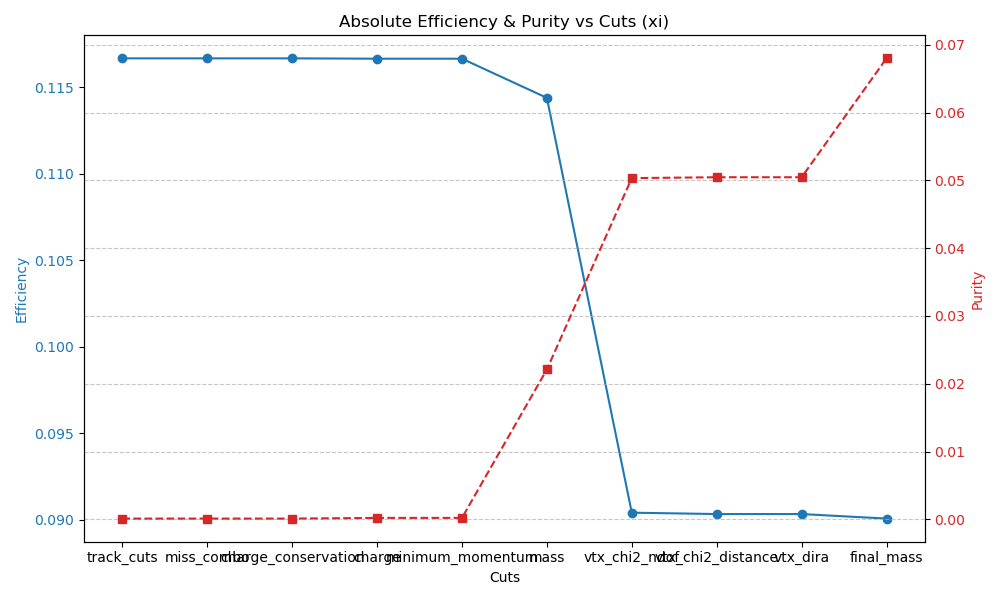 Absolute Efficiency & Purity vs Cuts (xi)
Efficiency
0.115
0.110
0.105
0.100
0.095
0.090
0.07
0.06
0.05
0.04
0.03
0.02
0.01
0.00
Purity
track_cuts
miss_combo
charge_conservation
charge
minimum_momentum
mass
vtx_chi2_ndof
vtx_chi2_distance
vtx_dira
final_mass
Cuts